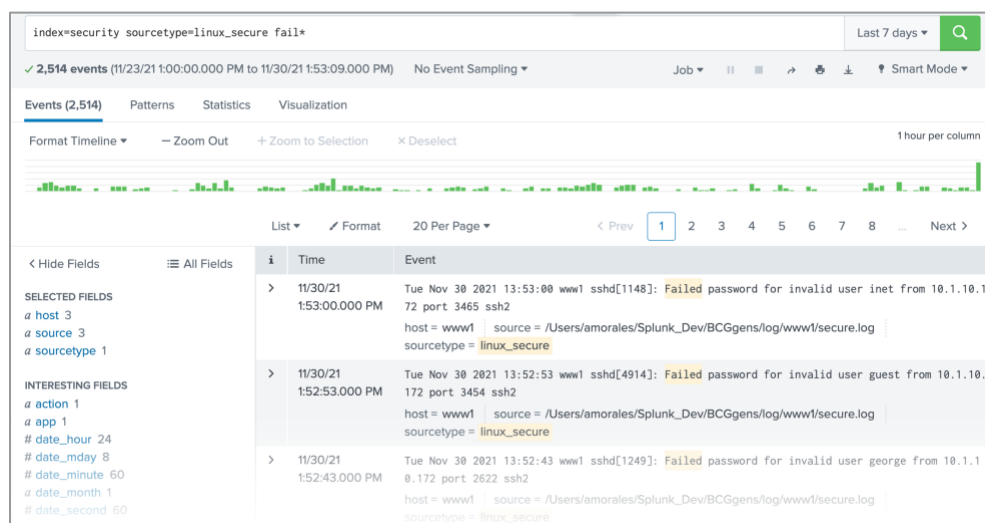 index=security sourcetype=linux_secure fail*
Last 7 days
2,514 events (11/23/21 1:00:00.000 PM to 11/30/21 1:53:09.000 PM) No Event Sampling
Job Smart Mode
Events (2,514) Patterns Statistics Visualization
Format Timeline — Zoom Out + Zoom to Selection × Deselect
1 hour per column
List Format 20 Per Page < Prev 1 2 3 4 5 6 7 8 ... Next >
< Hide Fields All Fields
i Time Event
SELECTED FIELDS
a host 3
a source 3
a sourcetype 1
INTERESTING FIELDS
a action 1
a app 1
# date_hour 24
# date_mday 8
# date_minute 60
a date_month 1
# date_second 60
> 11/30/21
1:53:00.000 PM
Tue Nov 30 2021 13:53:00 www1 sshd[1148]: Failed password for invalid user inet from 10.1.10.1
72 port 3465 ssh2
host = www1 source = /Users/amorales/Splunk_Dev/BCGgens/log/www1/secure.log
sourcetype = linux_secure
> 11/30/21
1:52:53.000 PM
Tue Nov 30 2021 13:52:53 www1 sshd[4914]: Failed password for invalid user guest from 10.1.10.
172 port 3454 ssh2
host = www1 source = /Users/amorales/Splunk_Dev/BCGgens/log/www1/secure.log
sourcetype = linux_secure
> 11/30/21
1:52:43.000 PM
Tue Nov 30 2021 13:52:43 www1 sshd[1249]: Failed password for invalid user george from 10.1.1
0.172 port 2622 ssh2
host = www1 source = /Users/amorales/Splunk_Dev/BCGgens/log/www1/secure.log
sourcetype = linux_secure